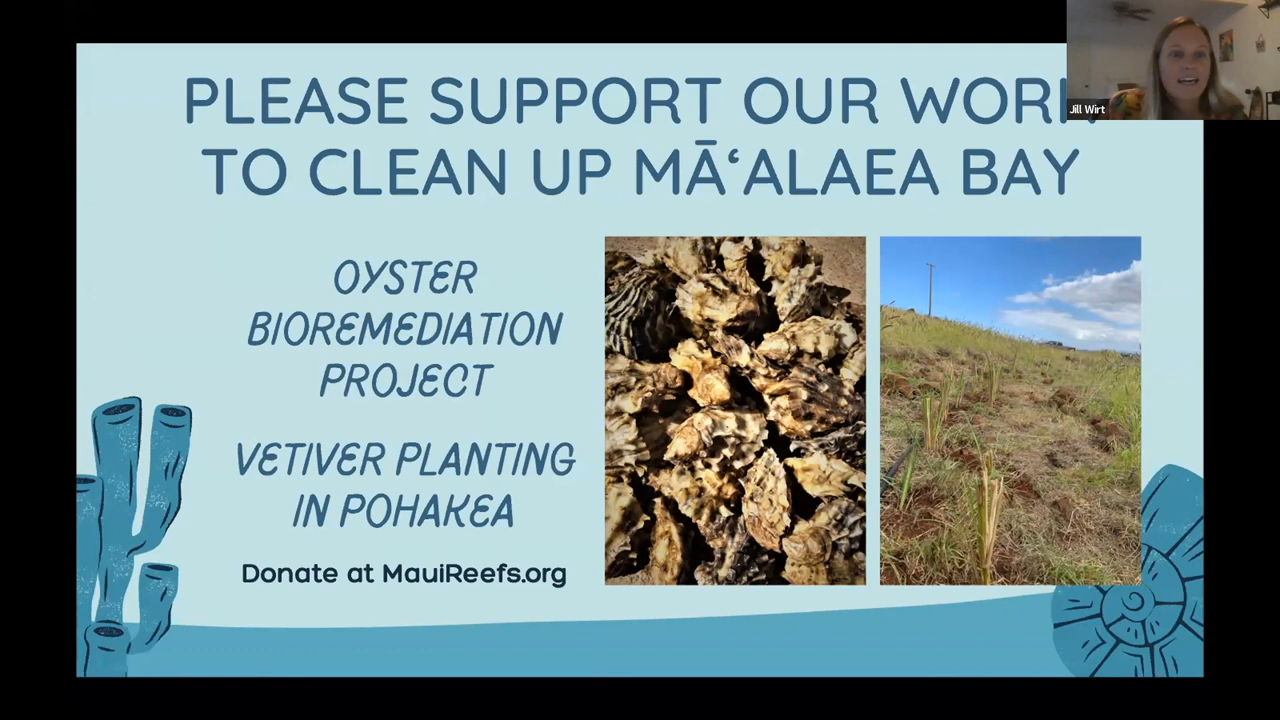 PLEASE SUPPORT OUR WORK
TO CLEAN UP MĀʻALAEA BAY
Jill Wirt
OYSTER
BIOREMEDIATION
PROJECT
VETIVER PLANTING
IN POHAKEA
Donate at MauiReefs.org